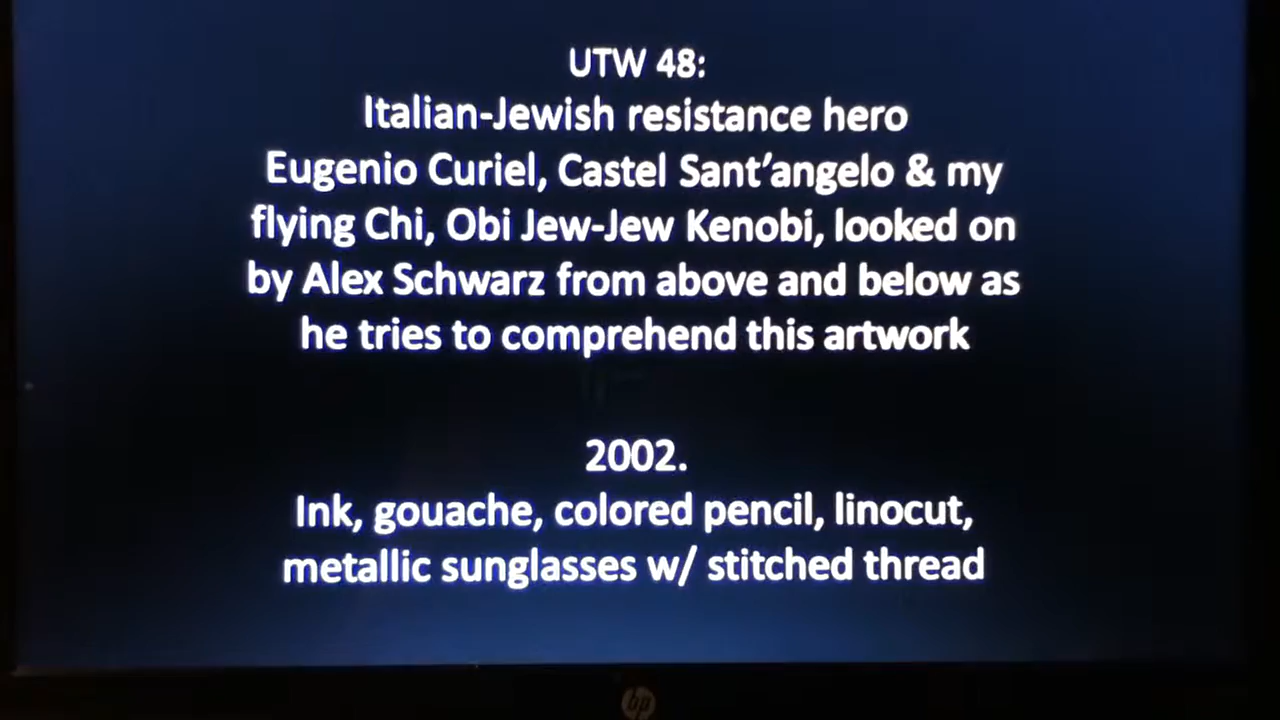 UTW 48:
Italian-Jewish resistance hero
Eugenio Curiel, Castel Sant’angelo & my
flying Chi, Obi Jew-Jew Kenobi, looked on
by Alex Schwarz from above and below as
he tries to comprehend this artwork
2002.
Ink, gouache, colored pencil, linocut,
metallic sunglasses w/ stitched thread
hp